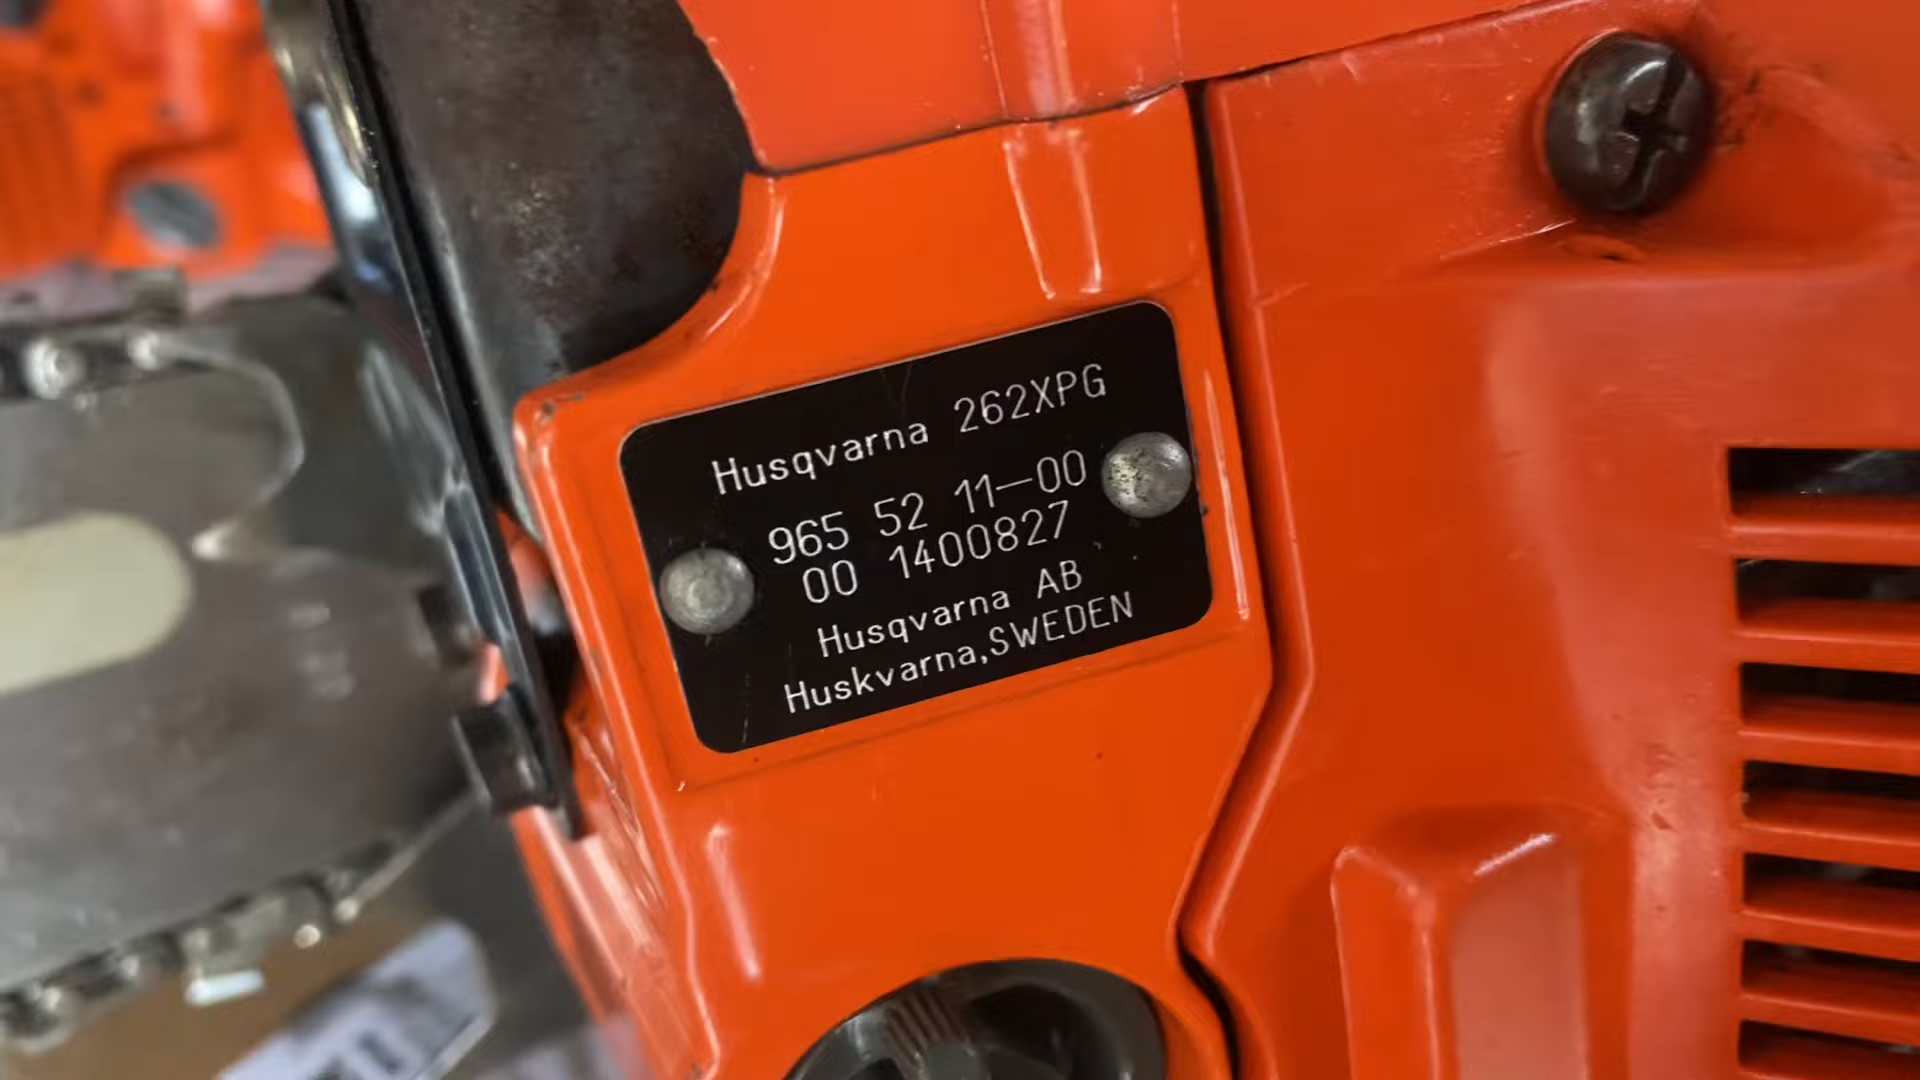 Husqvarna 262XPG
965 52 11-00
00 1400827
Husqvarna AB
Huskvarna,SWEDEN